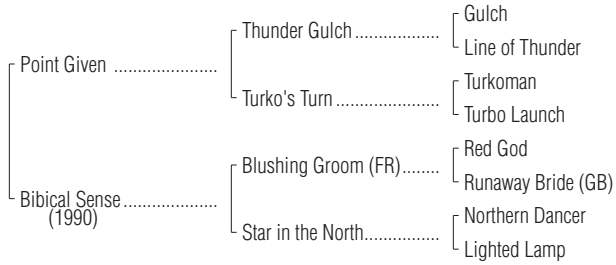 Gulch
Thunder Gulch ..................
Line of Thunder
Point Given ......................
Turkoman
Turko's Turn ......................
Turbo Launch
Red God
Blushing Groom (FR)........
Runaway Bride (GB)
Bibical Sense....................
(1990)
Northern Dancer
Star in the North................
Lighted Lamp